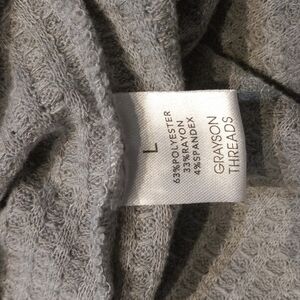 L
63%POLYESTER
33%RAYON
4%SPANDEX
GRAYSON
THREADS